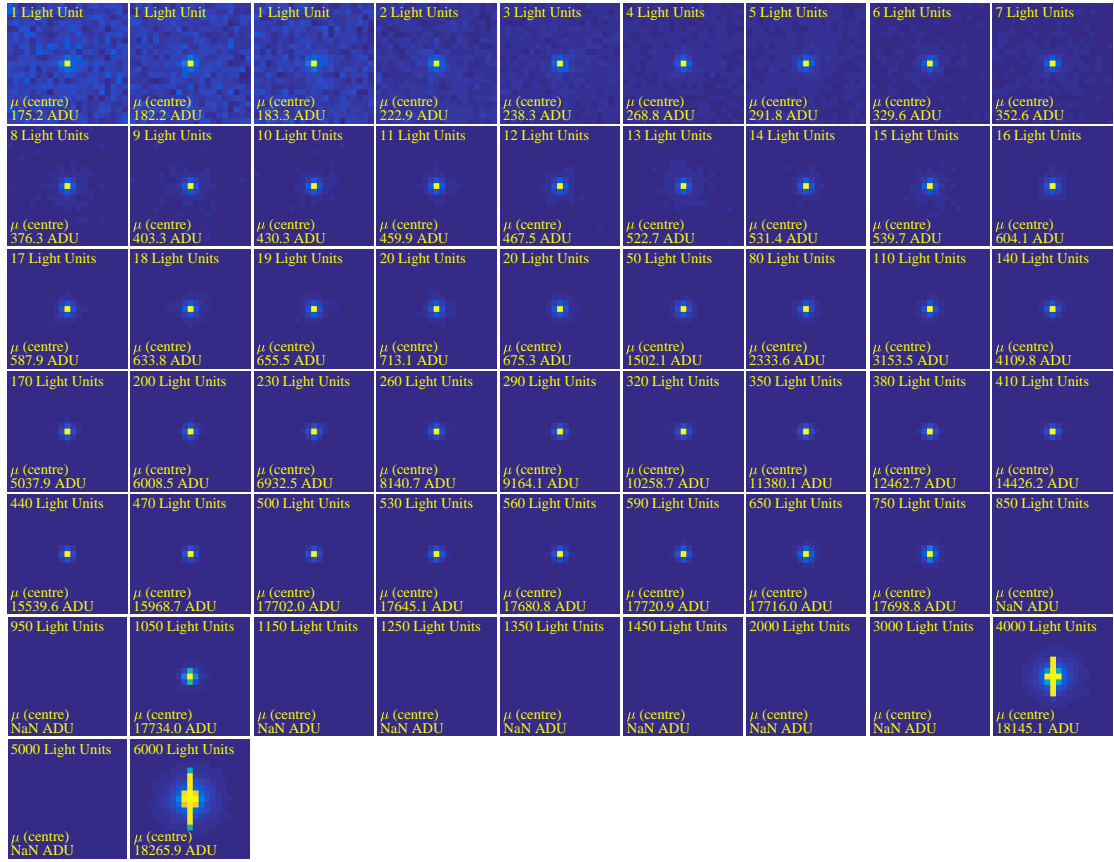 1 Light Unit
μ (centre)
175.2 ADU
1 Light Unit
μ (centre)
182.2 ADU
1 Light Unit
μ (centre)
183.3 ADU
2 Light Units
μ (centre)
222.9 ADU
3 Light Units
μ (centre)
238.3 ADU
4 Light Units
μ (centre)
268.8 ADU
5 Light Units
μ (centre)
291.8 ADU
6 Light Units
μ (centre)
329.6 ADU
7 Light Units
μ (centre)
352.6 ADU
8 Light Units
μ (centre)
376.3 ADU
9 Light Units
μ (centre)
403.3 ADU
10 Light Units
μ (centre)
430.3 ADU
11 Light Units
μ (centre)
459.9 ADU
12 Light Units
μ (centre)
467.5 ADU
13 Light Units
μ (centre)
522.7 ADU
14 Light Units
μ (centre)
531.4 ADU
15 Light Units
μ (centre)
539.7 ADU
16 Light Units
μ (centre)
604.1 ADU
17 Light Units
μ (centre)
587.9 ADU
18 Light Units
μ (centre)
633.8 ADU
19 Light Units
μ (centre)
655.5 ADU
20 Light Units
μ (centre)
713.1 ADU
20 Light Units
μ (centre)
675.3 ADU
50 Light Units
μ (centre)
1502.1 ADU
80 Light Units
μ (centre)
2333.6 ADU
110 Light Units
μ (centre)
3153.5 ADU
140 Light Units
μ (centre)
4109.8 ADU
170 Light Units
μ (centre)
5037.9 ADU
200 Light Units
μ (centre)
6008.5 ADU
230 Light Units
μ (centre)
6932.5 ADU
260 Light Units
μ (centre)
8140.7 ADU
290 Light Units
μ (centre)
9164.1 ADU
320 Light Units
μ (centre)
10258.7 ADU
350 Light Units
μ (centre)
11380.1 ADU
380 Light Units
μ (centre)
12462.7 ADU
410 Light Units
μ (centre)
14426.2 ADU
440 Light Units
μ (centre)
15539.6 ADU
470 Light Units
μ (centre)
15968.7 ADU
500 Light Units
μ (centre)
17702.0 ADU
530 Light Units
μ (centre)
17645.1 ADU
560 Light Units
μ (centre)
17680.8 ADU
590 Light Units
μ (centre)
17720.9 ADU
650 Light Units
μ (centre)
17716.0 ADU
750 Light Units
μ (centre)
17698.8 ADU
850 Light Units
μ (centre)
NaN ADU
950 Light Units
μ (centre)
NaN ADU
1050 Light Units
μ (centre)
17734.0 ADU
1150 Light Units
μ (centre)
NaN ADU
1250 Light Units
μ (centre)
NaN ADU
1350 Light Units
μ (centre)
NaN ADU
1450 Light Units
μ (centre)
NaN ADU
2000 Light Units
μ (centre)
NaN ADU
3000 Light Units
μ (centre)
NaN ADU
4000 Light Units
μ (centre)
18145.1 ADU
5000 Light Units
μ (centre)
NaN ADU
6000 Light Units
μ (centre)
18265.9 ADU